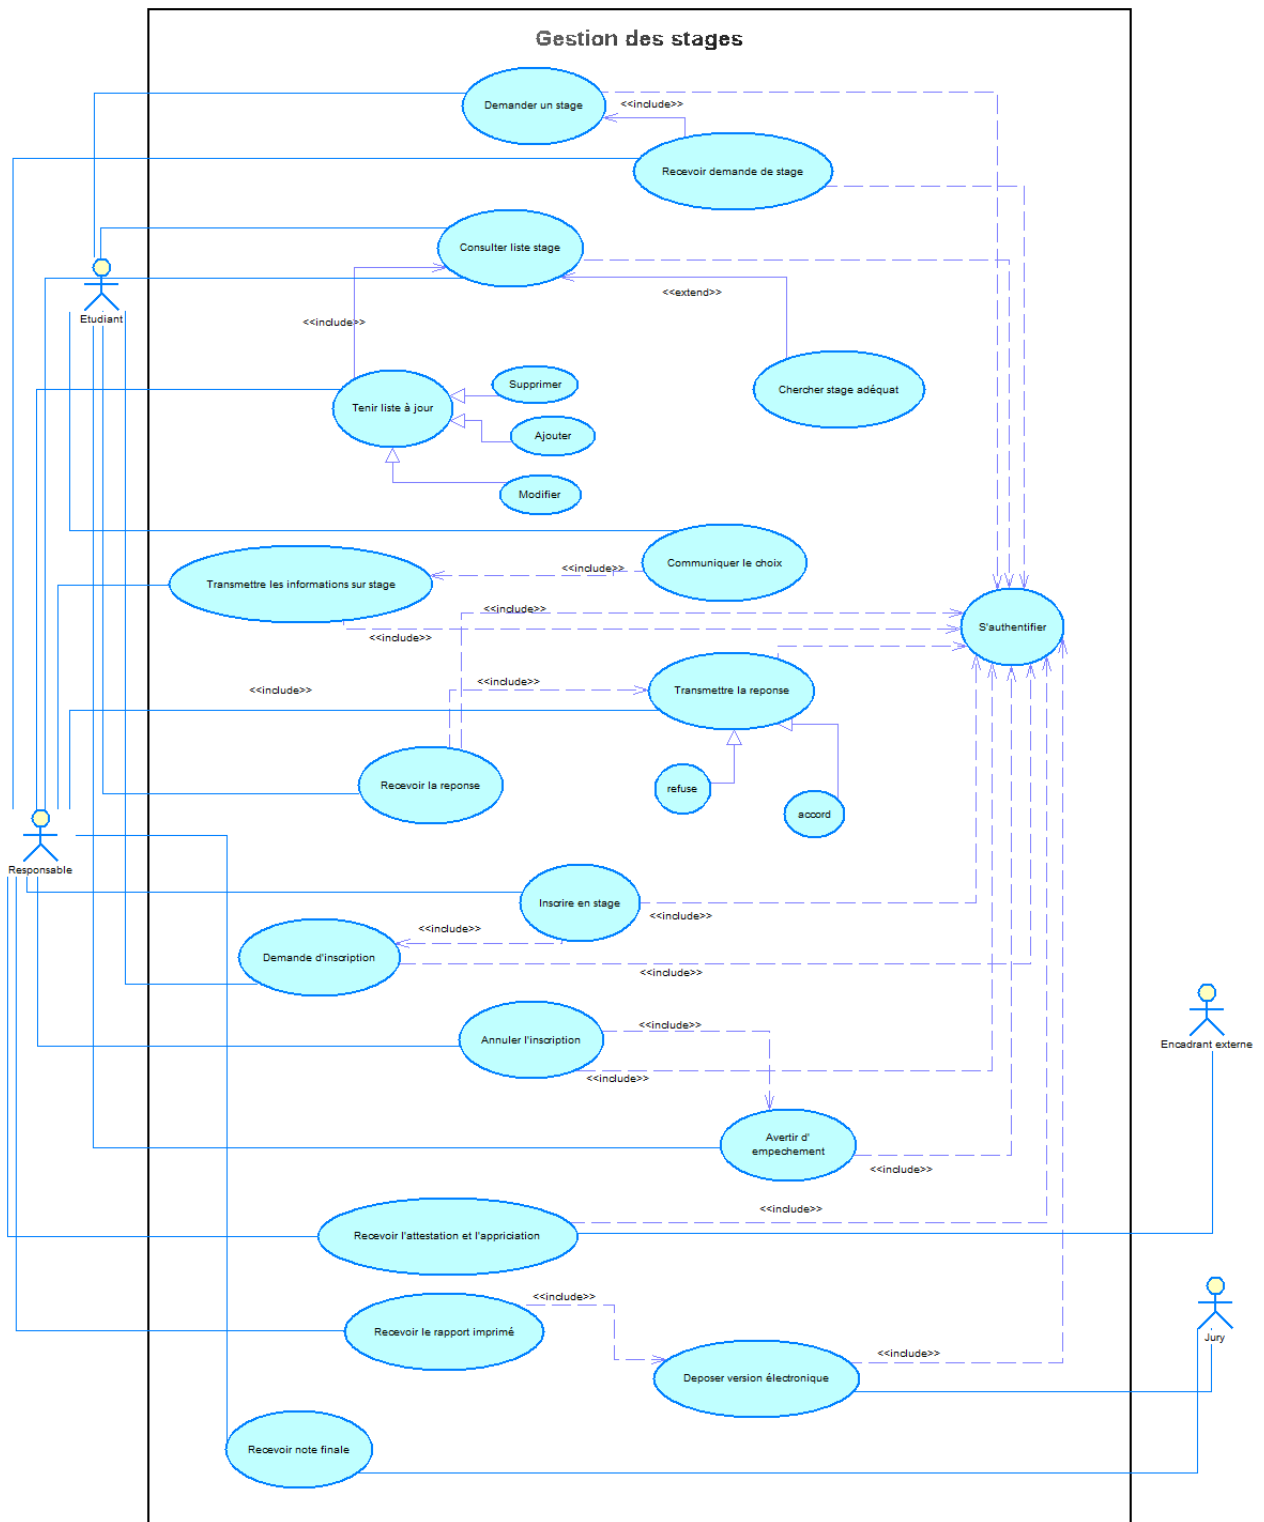 Gestion des stages
Demander un stage
<<include>>
Recevoir demande de stage
Consulter liste stage
<<extend>>
Etudiant
<<include>>
Supprimer
Chercher stage adéquat
Tenir liste à jour
Ajouter
Modifier
Communiquer le choix
<<include>>
Transmettre les informations sur stage
<<include>>
S'authentifier
<<include>>
<<include>>
<<include>>
Transmettre la reponse
Recevoir la reponse
refuse
accord
Responsable
Inscrire en stage
<<include>>
<<include>>
Demande d'inscription
<<include>>
<<include>>
Annuler l'inscription
Encadrant externe
<<include>>
Avertir d'
empechement
<<include>>
<<include>>
Recevoir l'attestation et l'appriciation
<<include>>
Recevoir le rapport imprimé
Jury
<<include>>
Deposer version électronique
Recevoir note finale